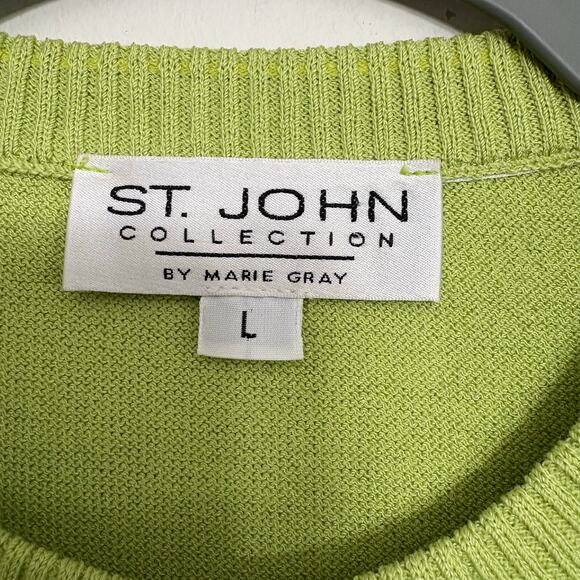 ST. JOHN
COLLECTION
BY MARIE GRAY
L